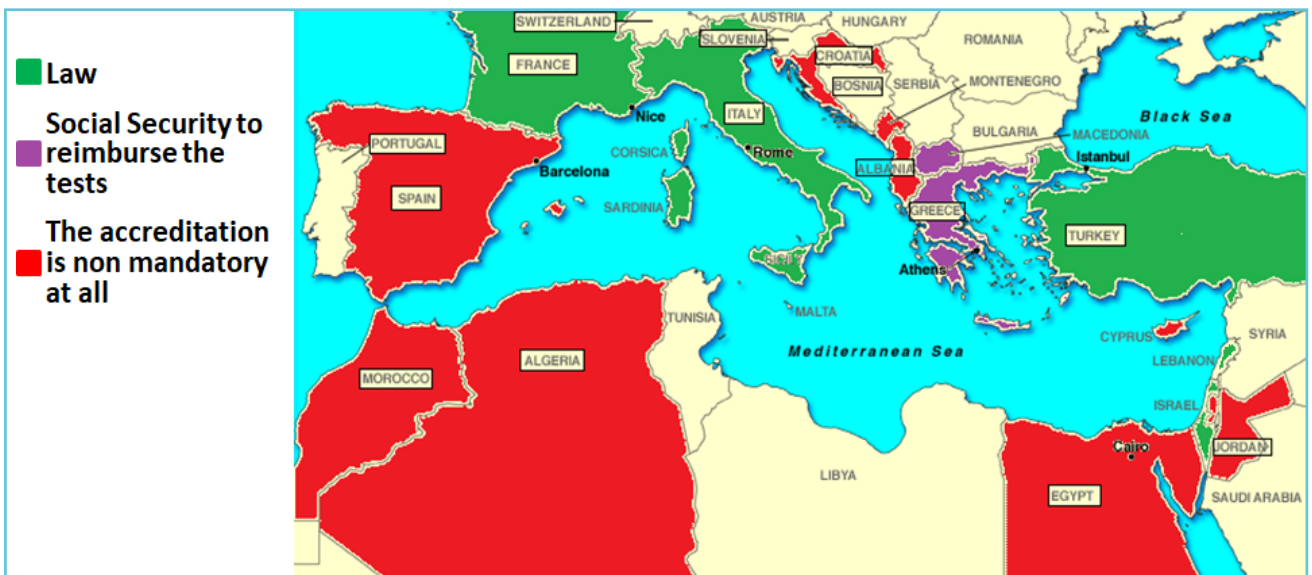 Law
Social Security to
reimburse the
tests
The accreditation
is non mandatory
at all
SWITZERLAND
AUSTRIA
HUNGARY
SLOVENIA
ROMANIA
FRANCE
CROATIA
BOSNIA
SERBIA
MONTENEGRO
Nice
ITALY
Black Sea
PORTUGAL
CORSICA
Rome
BULGARIA
MACEDONIA
Istanbul
Barcelona
ALBANIA
SPAIN
SARDINIA
GREECE
TURKEY
Athens
TUNISIA
MALTA
CYPRUS
SYRIA
Mediterranean Sea
LEBANON
ALGERIA
MOROCCO
ISRAEL
Cairo
JORDAN
LIBYA
EGYPT
SAUDI ARABIA